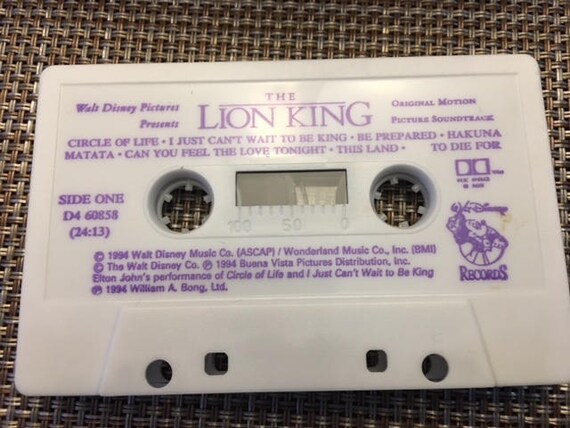 Walt Disney Pictures
Presents
THE
LION KING
ORIGINAL MOTION
PICTURE SOUNDTRACK
CIRCLE OF LIFE • I JUST CAN'T WAIT TO BE KING • BE PREPARED • HAKUNA
MATATA • CAN YOU FEEL THE LOVE TONIGHT • THIS LAND • TO DIE FOR
SIDE ONE
D4 60858
(24:13)
100 50 0
RECORDS
© 1994 Walt Disney Music Co. (ASCAP) / Wonderland Music Co., Inc. (BMI)
© The Walt Disney Co. ℗ 1994 Buena Vista Pictures Distribution, Inc.
Elton John's performance of Circle of Life and I Just Can't Wait to Be King
℗ 1994 William A. Bong, Ltd.